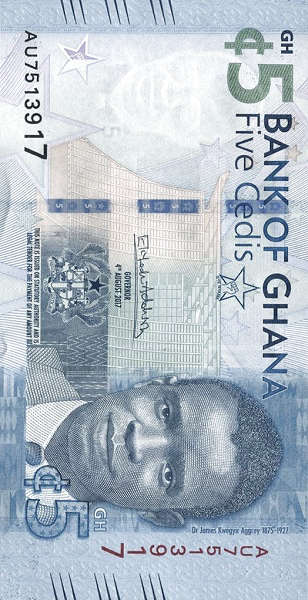 GH
₵5
BANK OF GHANA
Five Cedis
AU7513917
5
5
5
THIS NOTE IS ISSUED ON STATUTORY AUTHORITY AND IS
LEGAL TENDER FOR THE PAYMENT OF ANY AMOUNT
GOVERNOR
4th AUGUST 2017
Dr James Kwegyir Aggrey 1875-1927
GH
₵5
AU7513917